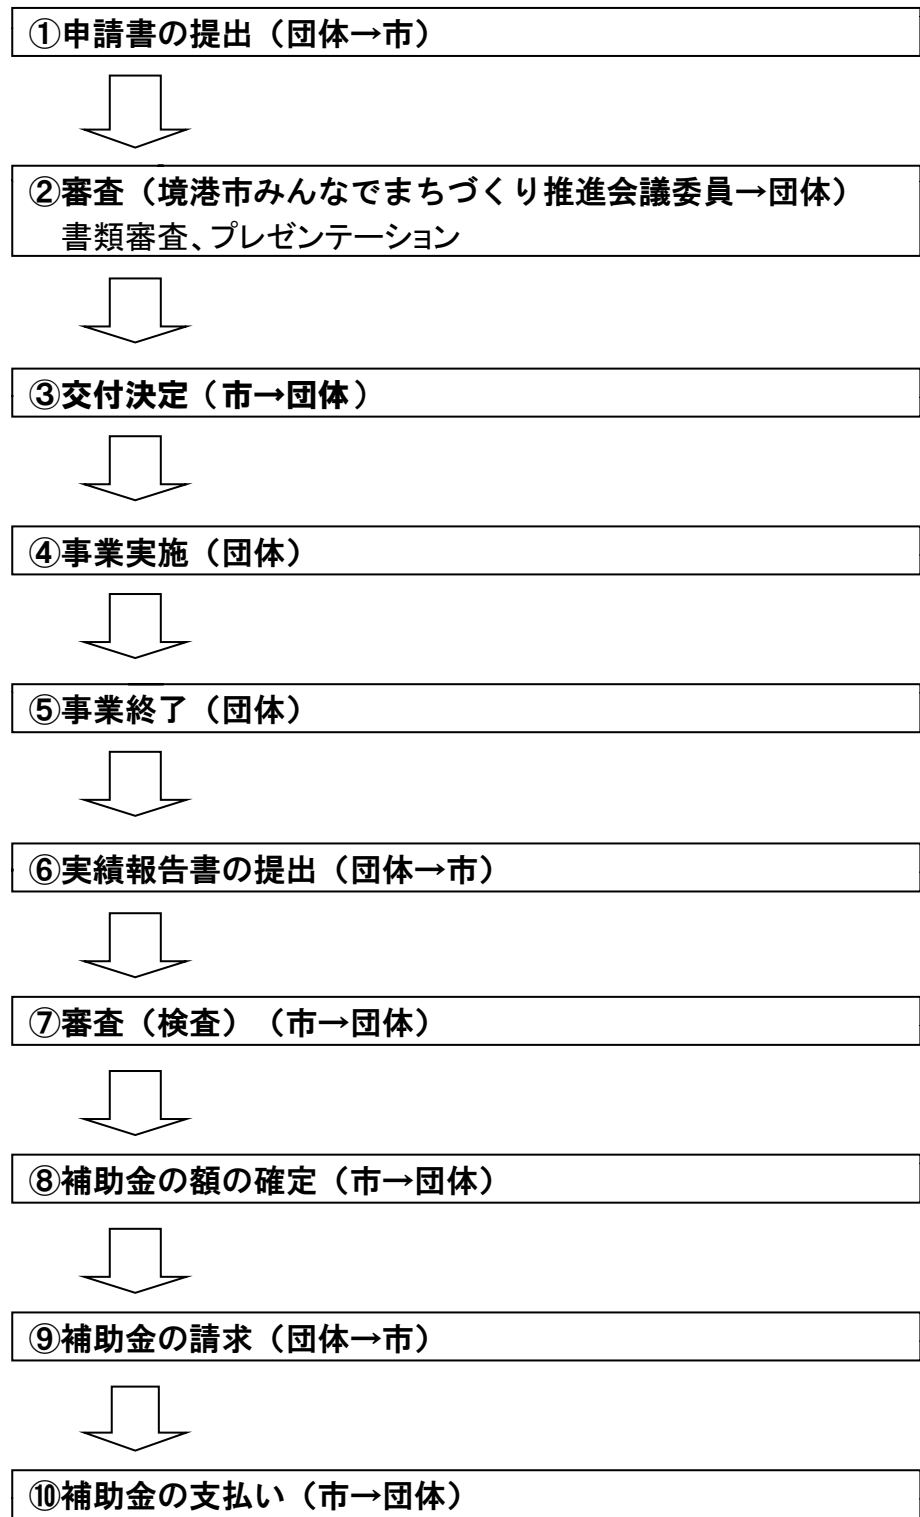 ①申請書の提出（団体→市）
②審査（境港市みんなでまちづくり推進会議委員→団体）
書類審査、プレゼンテーション
③交付決定（市→団体）
④事業実施（団体）
⑤事業終了（団体）
⑥実績報告書の提出（団体→市）
⑦審査（検査）（市→団体）
⑧補助金の額の確定（市→団体）
⑨補助金の請求（団体→市）
⑩補助金の支払い（市→団体）